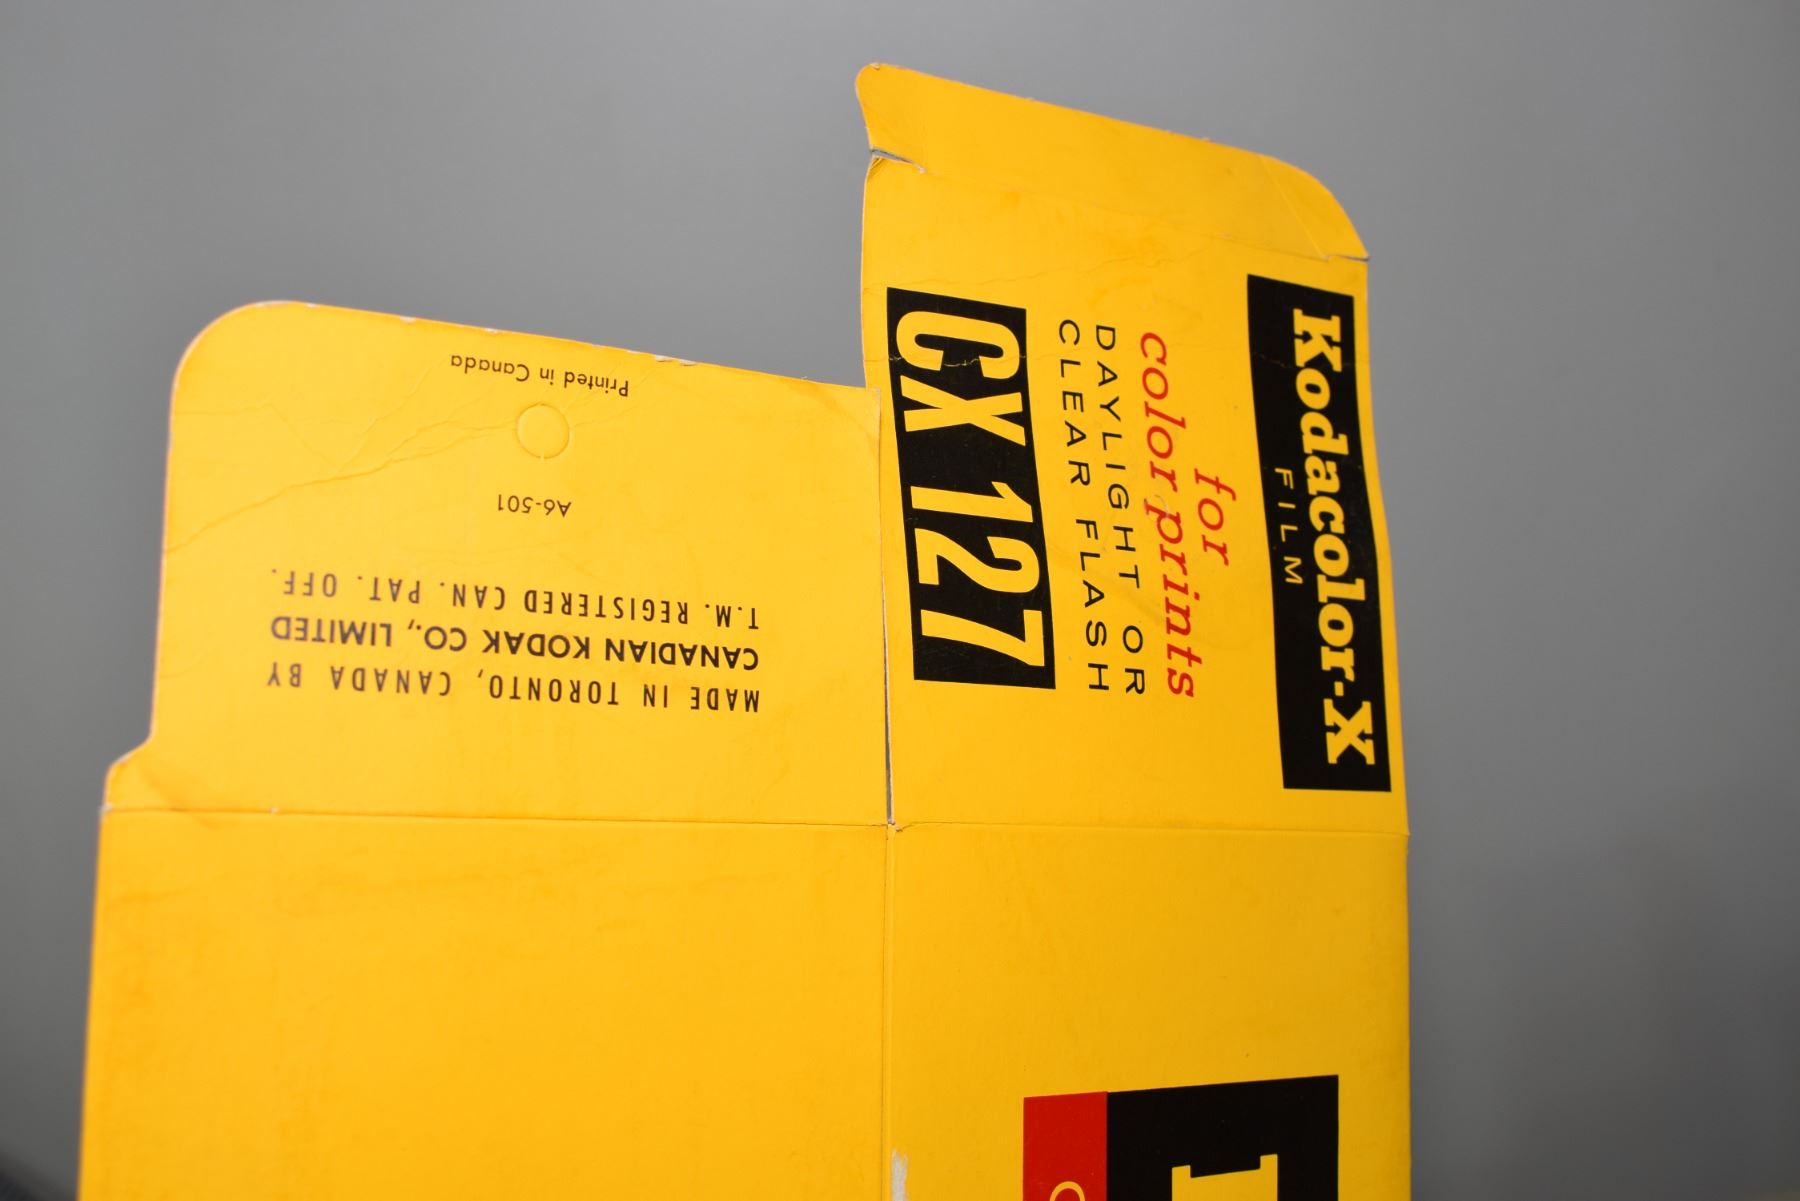 Kodacolor-X
FILM
for
color prints
DAYLIGHT OR
CLEAR FLASH
CX 127
MADE IN TORONTO, CANADA BY
CANADIAN KODAK CO., LIMITED
T.M. REGISTERED CAN. PAT. OFF.
A6-501
Printed in Canada